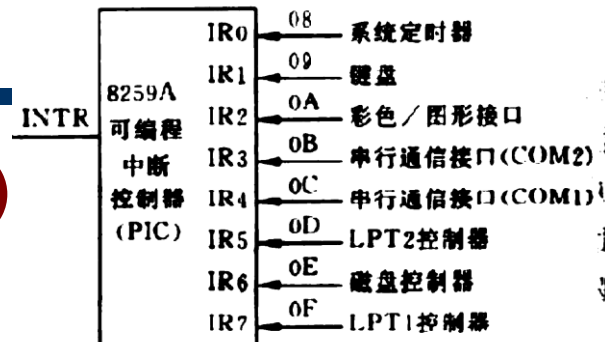 IR0 08 系统定时器
IR1 09 键盘
8259A
INTR
IR2 0A 彩色/图形接口
可编程
IR3 0B 串行通信接口(COM2)
中断
IR4 0C 串行通信接口(COM1)
控制器
(PIC)
IR5 0D LPT2控制器
IR6 0E 磁盘控制器
IR7 0F LPT1控制器